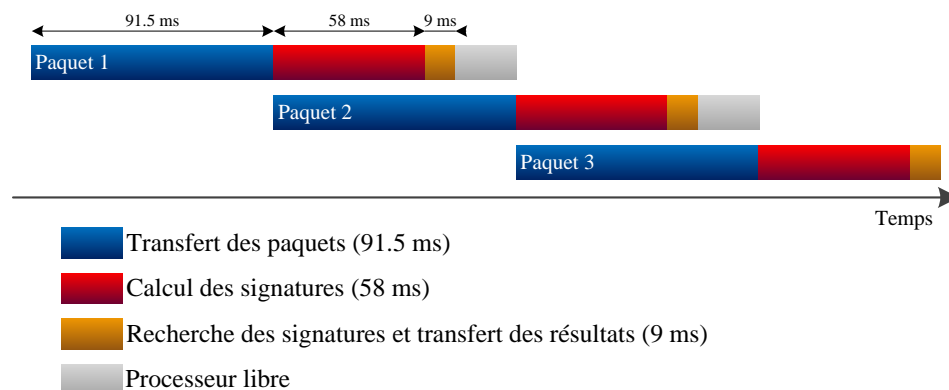 91.5 ms
58 ms
9 ms
Paquet 1
Paquet 2
Paquet 3
Temps
Transfert des paquets (91.5 ms)
Calcul des signatures (58 ms)
Recherche des signatures et transfert des résultats (9 ms)
Processeur libre